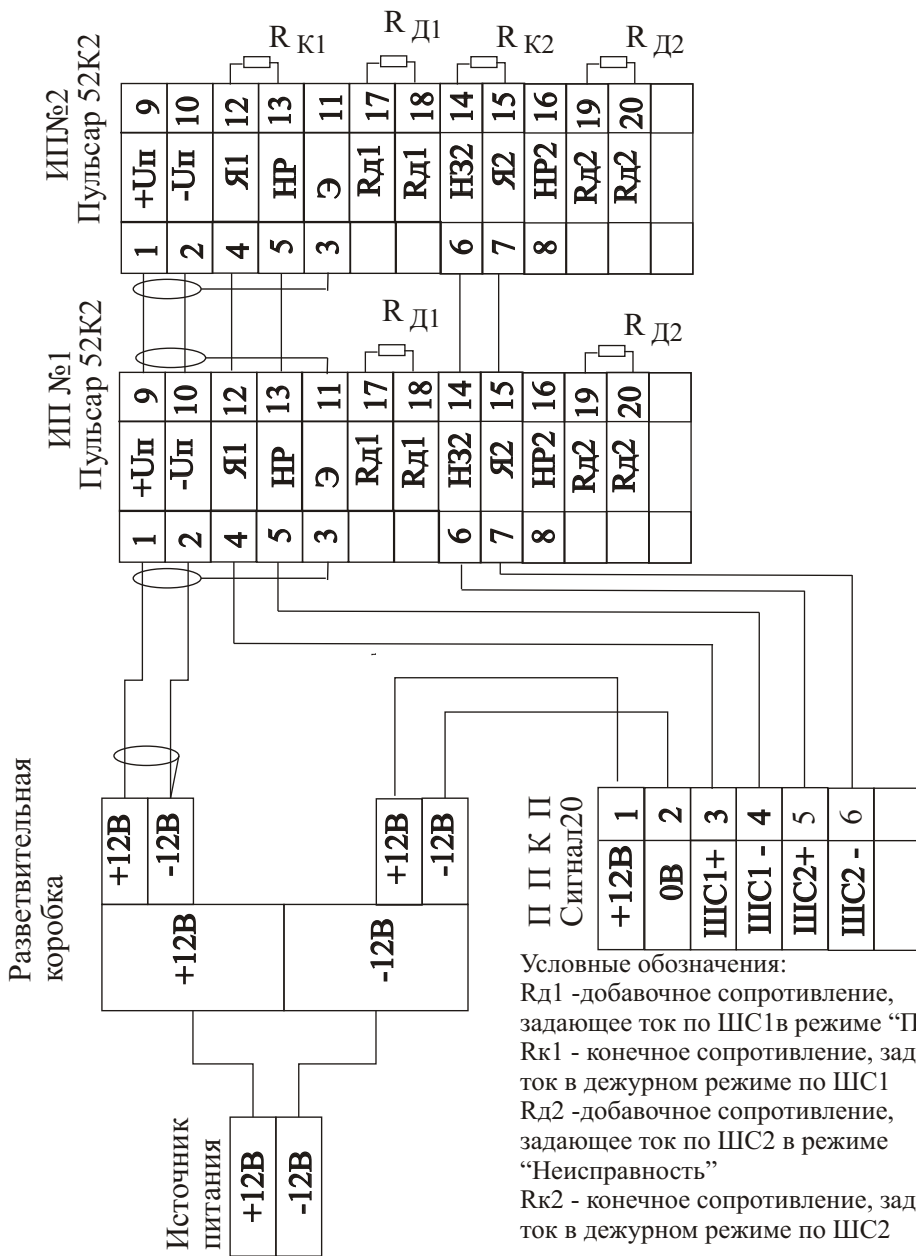 R К1
R Д1
R К2
R Д2
ИП№2
Пульсар 52К2
9 10 12 13 11 17 18 14 15 16 19 20
+Uп -Uп Я1 НР Э Rд1 Rд1 НЗ2 Я2 НР2 Rд2 Rд2
1 2 4 5 3 6 7 8
R Д1
R Д2
ИП №1
Пульсар 52К2
9 10 12 13 11 17 18 14 15 16 19 20
+Uп -Uп Я1 НР Э Rд1 Rд1 НЗ2 Я2 НР2 Rд2 Rд2
1 2 4 5 3 6 7 8
Разветвительная
коробка
+12В -12В
+12В -12В
+12В -12В
П П К П
Сигнал20
1 2 3 4 5 6
+12В 0В ШС1+ ШС1 - ШС2+ ШС2 -
Условные обозначения:
Rд1 -добавочное сопротивление,
задающее ток по ШС1в режиме “П
Rк1 - конечное сопротивление, зад
ток в дежурном режиме по ШС1
Rд2 -добавочное сопротивление,
задающее ток по ШС2 в режиме
“Неисправность”
Rк2 - конечное сопротивление, зад
ток в дежурном режиме по ШС2
Источник
питания
+12В -12В